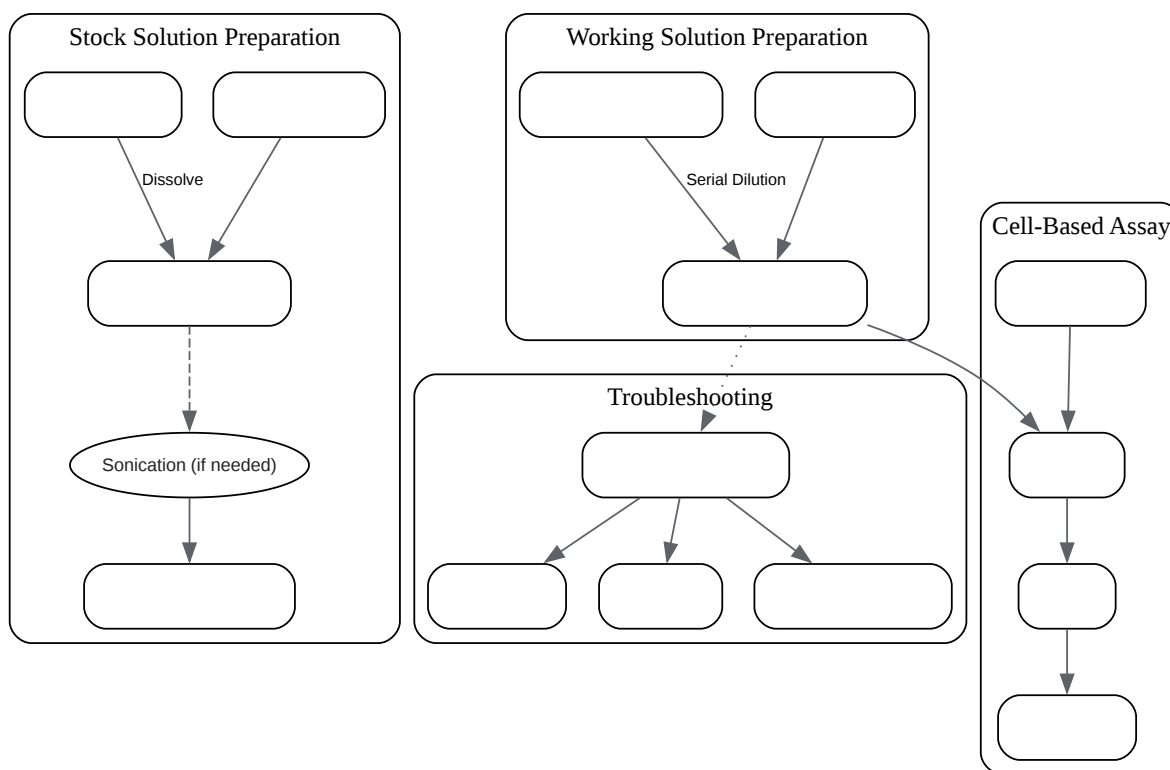 Stock Solution Preparation
Working Solution Preparation
Dissolve
Serial Dilution
Cell-Based Assay
Troubleshooting
Sonication (if needed)